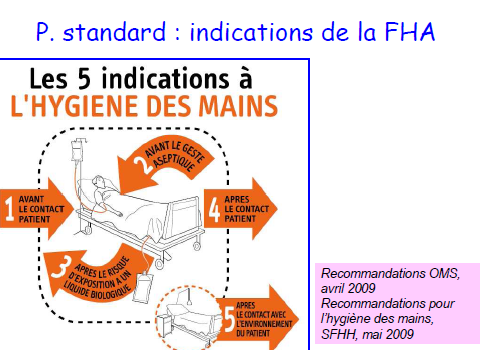 P. standard : indications de la FHA
Les 5 indications à
L'HYGIENE DES MAINS
1 AVANT
LE CONTACT
PATIENT
2 AVANT LE GESTE
ASEPTIQUE
3 APRES LE RISQUE
D'EXPOSITION A UN
LIQUIDE BIOLOGIQUE
4 APRES
LE CONTACT
PATIENT
5 APRES
LE CONTACT AVEC
L'ENVIRONNEMENT
DU PATIENT
Recommandations OMS,
avril 2009
Recommandations pour
l'hygiène des mains,
SFHH, mai 2009